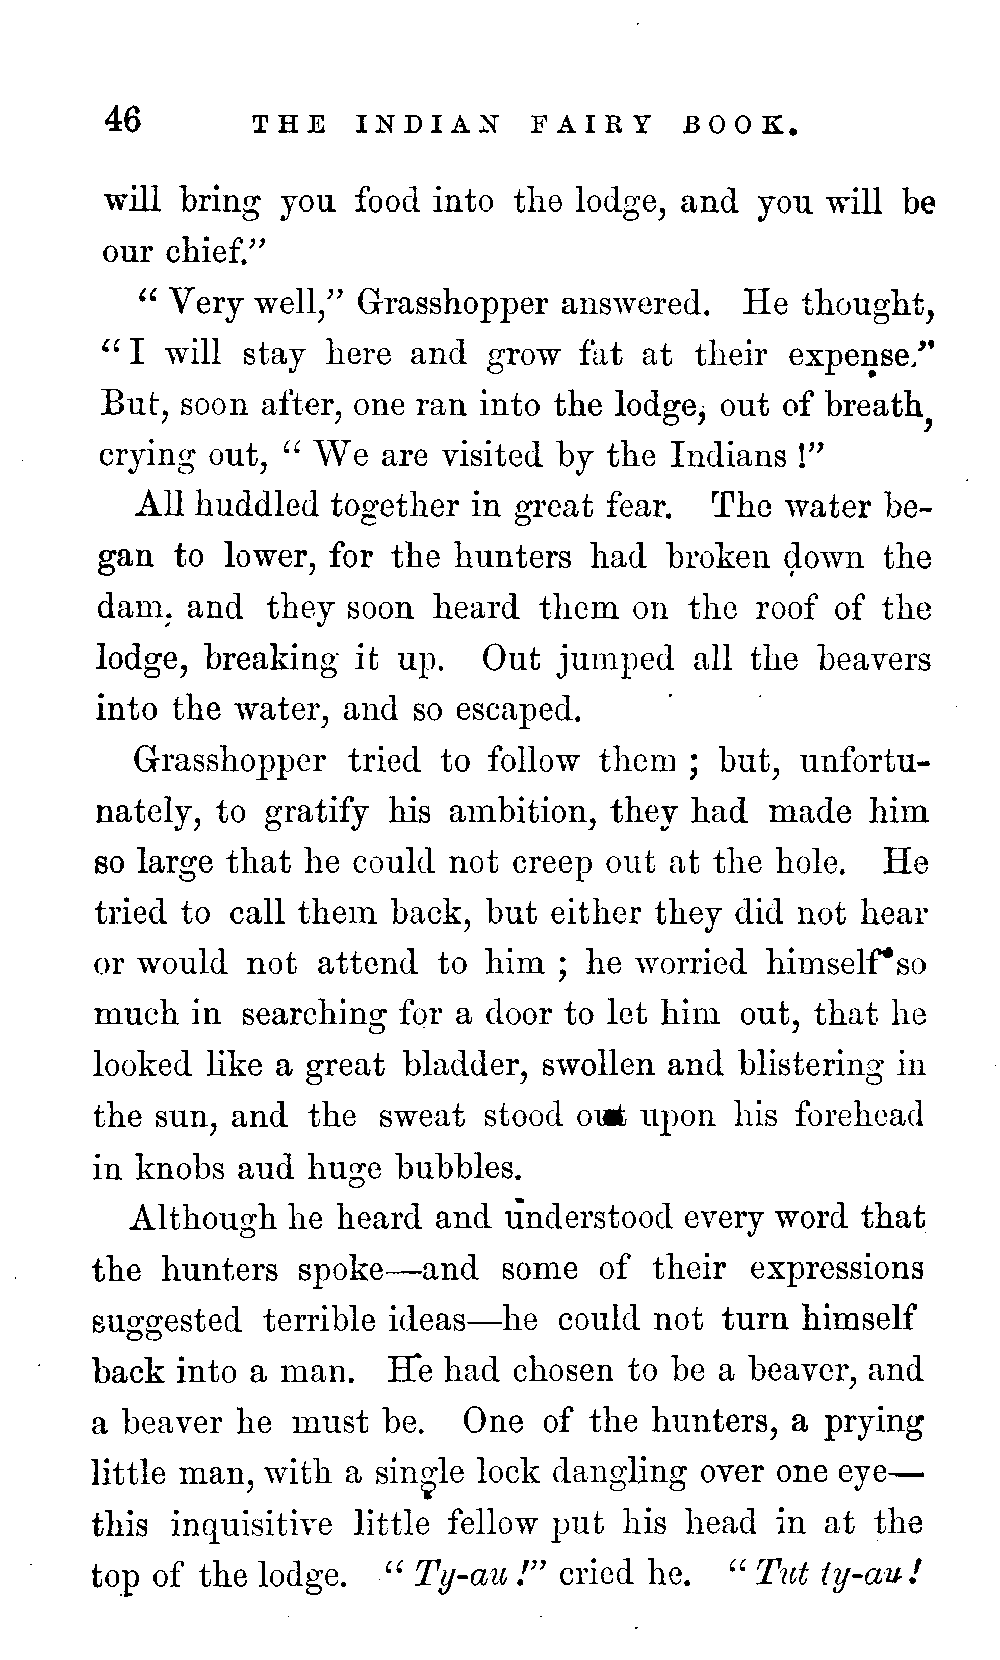 46 THE INDIAN FAIRY BOOK.
will bring you food into the lodge, and you will be
our chief."
"Very well," Grasshopper answered. He thought,
"I will stay here and grow fat at their expense."
But, soon after, one ran into the lodge, out of breath,
crying out, "We are visited by the Indians !"
All huddled together in great fear. The water be-
gan to lower, for the hunters had broken down the
dam, and they soon heard them on the roof of the
lodge, breaking it up. Out jumped all the beavers
into the water, and so escaped.
Grasshopper tried to follow them ; but, unfortu-
nately, to gratify his ambition, they had made him
so large that he could not creep out at the hole. He
tried to call them back, but either they did not hear
or would not attend to him ; he worried himself so
much in searching for a door to let him out, that he
looked like a great bladder, swollen and blistering in
the sun, and the sweat stood out upon his forehead
in knobs aud huge bubbles.
Although he heard and understood every word that
the hunters spoke—and some of their expressions
suggested terrible ideas—he could not turn himself
back into a man. He had chosen to be a beaver, and
a beaver he must be. One of the hunters, a prying
little man, with a single lock dangling over one eye—
this inquisitive little fellow put his head in at the
top of the lodge. "Ty-au !" cried he. "Tut ty-au !